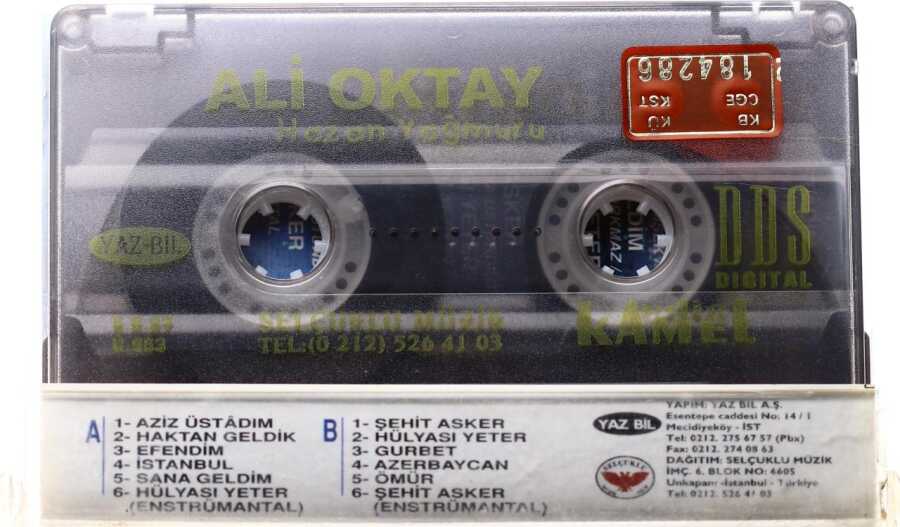 ALİ OKTAY
Hazan Yağmuru
184286
KB
CGE
KÜ
KST
YAZ-BİL
DDS
DIGITAL
SELÇUKLU MÜZİK
TEL:(0 212) 526 41 03
KAMEL
A
1- AZİZ ÜSTÂDIM
2- HAKTAN GELDİK
3- EFENDİM
4- İSTANBUL
5- SANA GELDİM
6- HÜLYASI YETER
(ENSTRÜMANTAL)
B
1- ŞEHİT ASKER
2- HÜLYASI YETER
3- GURBET
4- AZERBAYCAN
5- ÖMÜR
6- ŞEHİT ASKER
(ENSTRÜMANTAL)
YAZ BİL
SELÇUKLU
YAPIM: YAZ BİL A.Ş.
Esentepe caddesi No: 14 / 1
Mecidiyeköy - İST
Tel: 0212. 275 67 57 (Pbx)
Fax: 0212. 274 08 63
DAĞITIM: SELÇUKLU MÜZİK
İMÇ. 6. BLOK NO: 6605
Unkapanı-İstanbul - Türkiye
Tel: 0212. 526 41 03